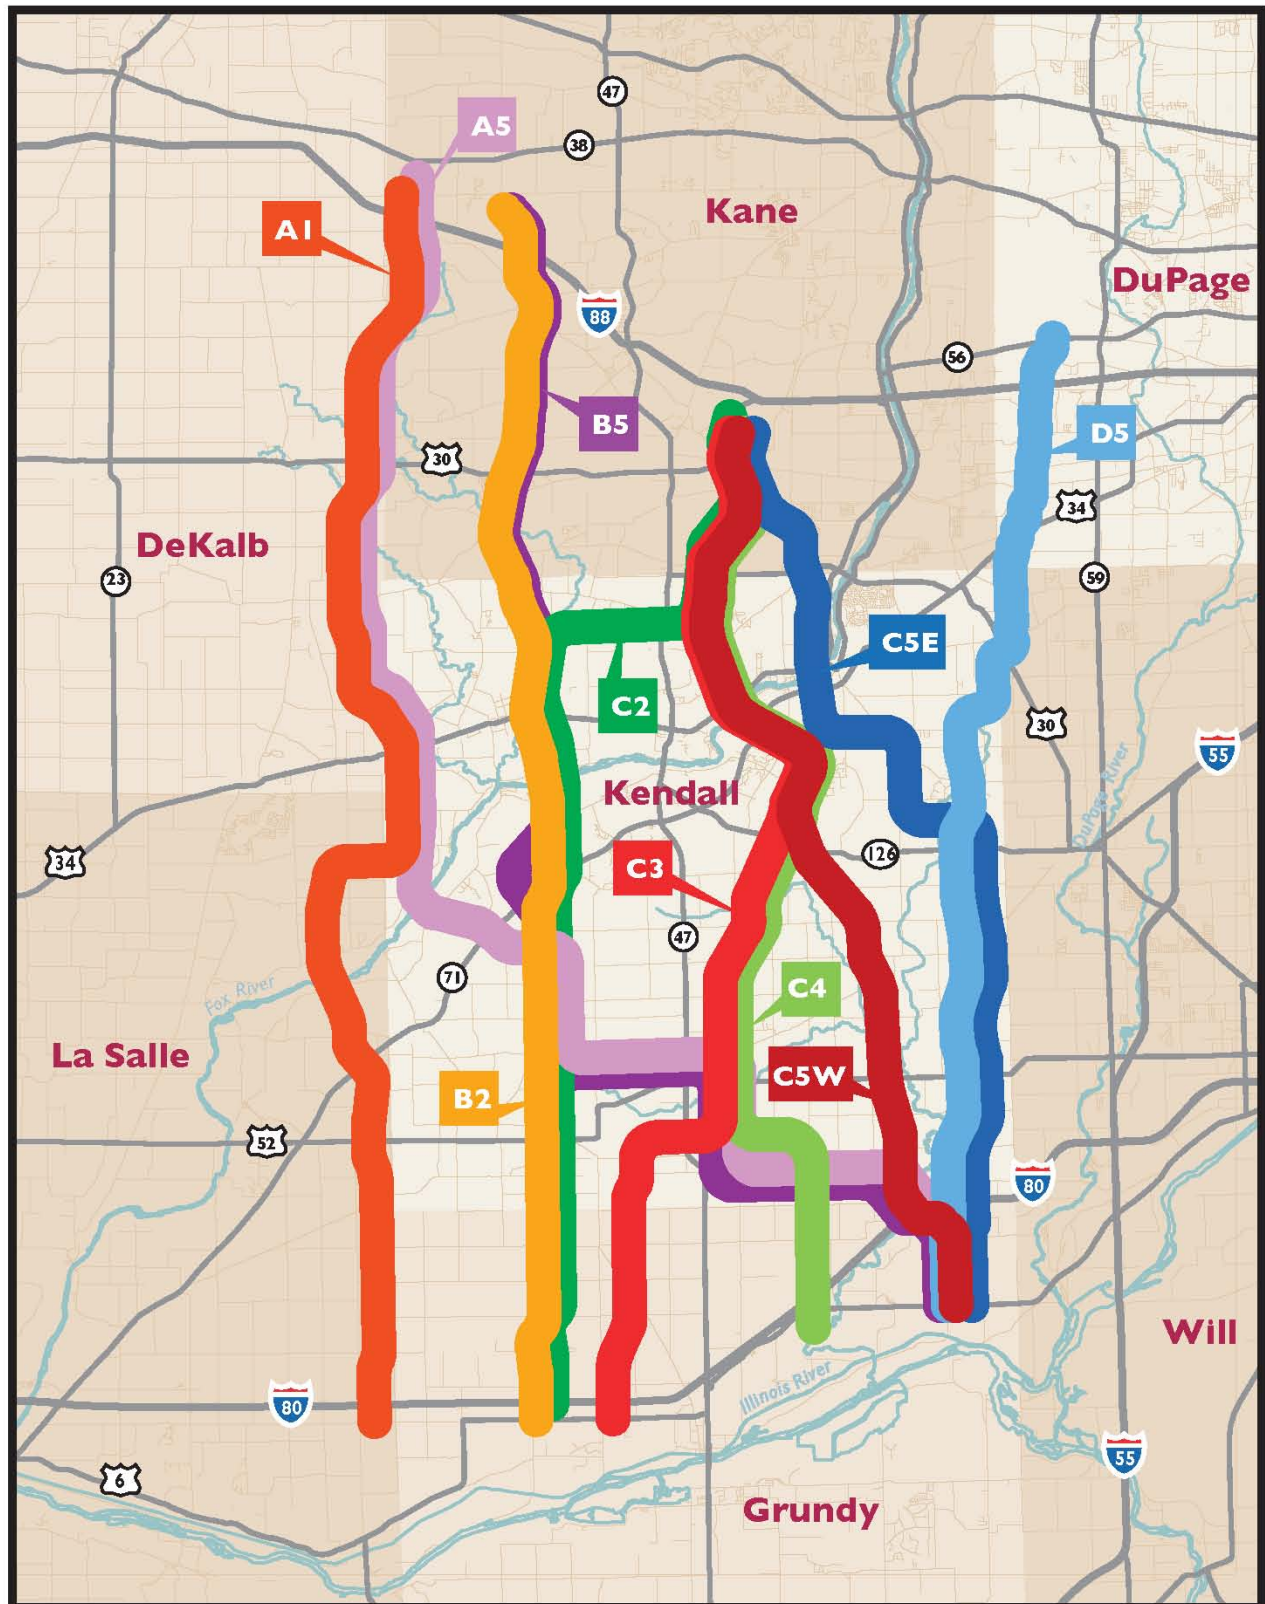 47
A5
38
Kane
A1
DuPage
88
56
B5
D5
30
34
DeKalb
23
59
C5E
C2
30
55
DuPage River
Kendall
34
126
C3
47
71
Fox River
C4
La Salle
C5W
B2
52
80
Will
Illinois River
80
55
6
Grundy